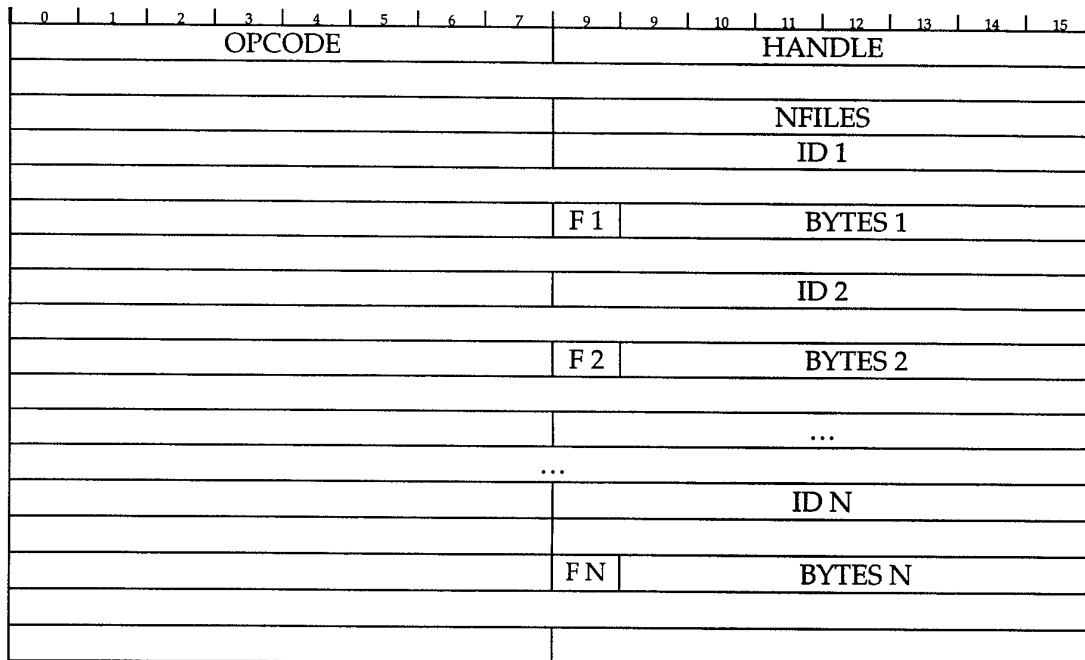 0 1 2 3 4 5 6 7 9 9 10 11 12 13 14 15
OPCODE HANDLE
NFILES
ID 1
F 1 BYTES 1
ID 2
F 2 BYTES 2
...
...
ID N
F N BYTES N